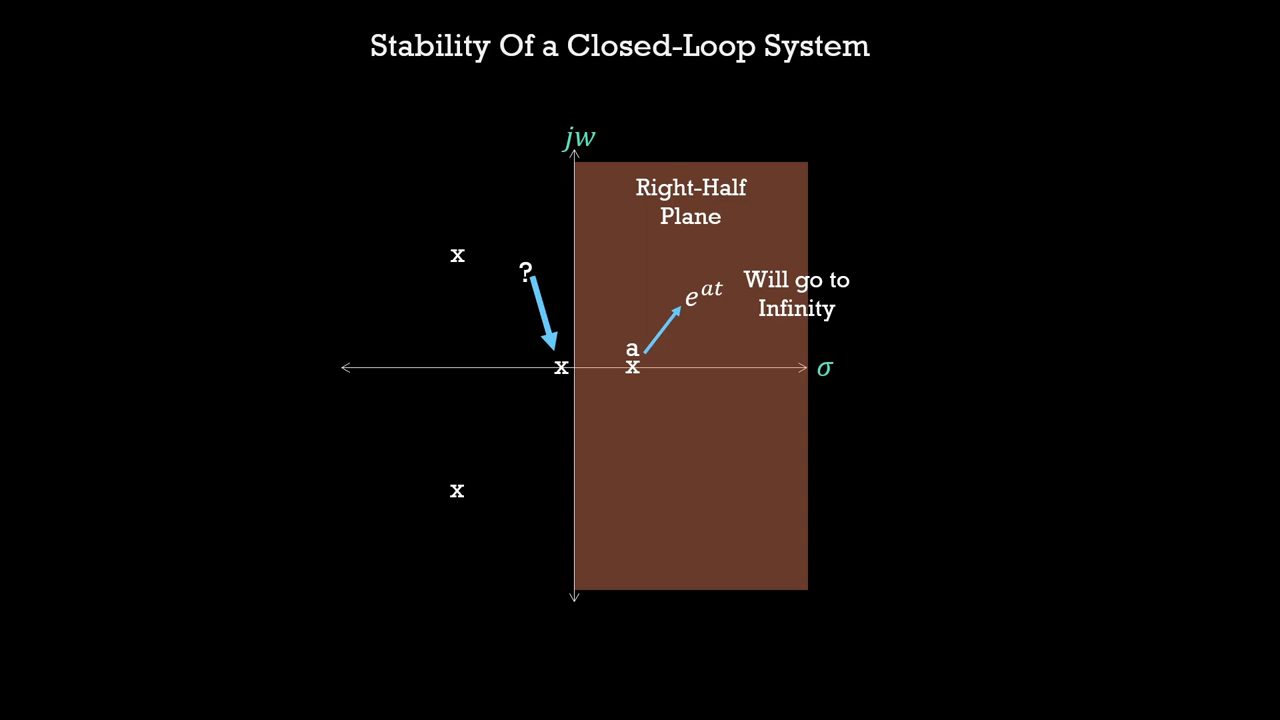 Stability Of a Closed-Loop System
jw
Right-Half
Plane
x
?
e^{at}
Will go to
Infinity
a
x
x
σ
x